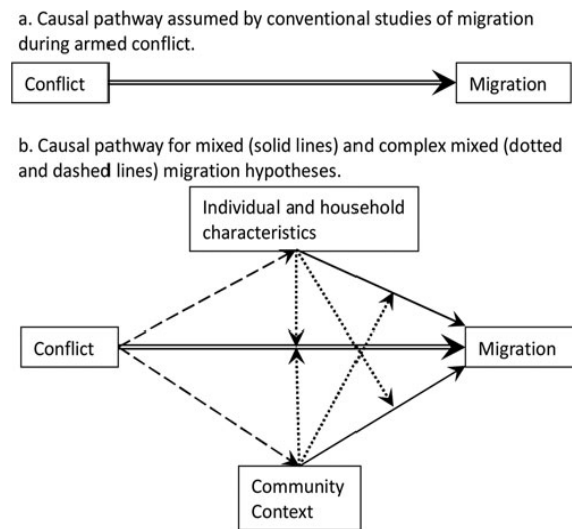 a. Causal pathway assumed by conventional studies of migration
during armed conflict.
Conflict
Migration
b. Causal pathway for mixed (solid lines) and complex mixed (dotted
and dashed lines) migration hypotheses.
Individual and household
characteristics
Conflict
Migration
Community
Context